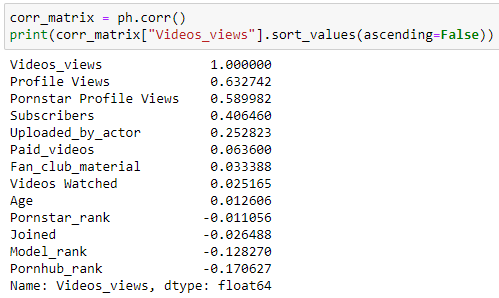 corr_matrix = ph.corr()
print(corr_matrix["Videos_views"].sort_values(ascending=False))
Videos_views 1.000000
Profile Views 0.632742
Pornstar Profile Views 0.589982
Subscribers 0.406460
Uploaded_by_actor 0.252823
Paid_videos 0.063600
Fan_club_material 0.033388
Videos Watched 0.025165
Age 0.012606
Pornstar_rank -0.011056
Joined -0.026488
Model_rank -0.128270
Pornhub_rank -0.170627
Name: Videos_views, dtype: float64